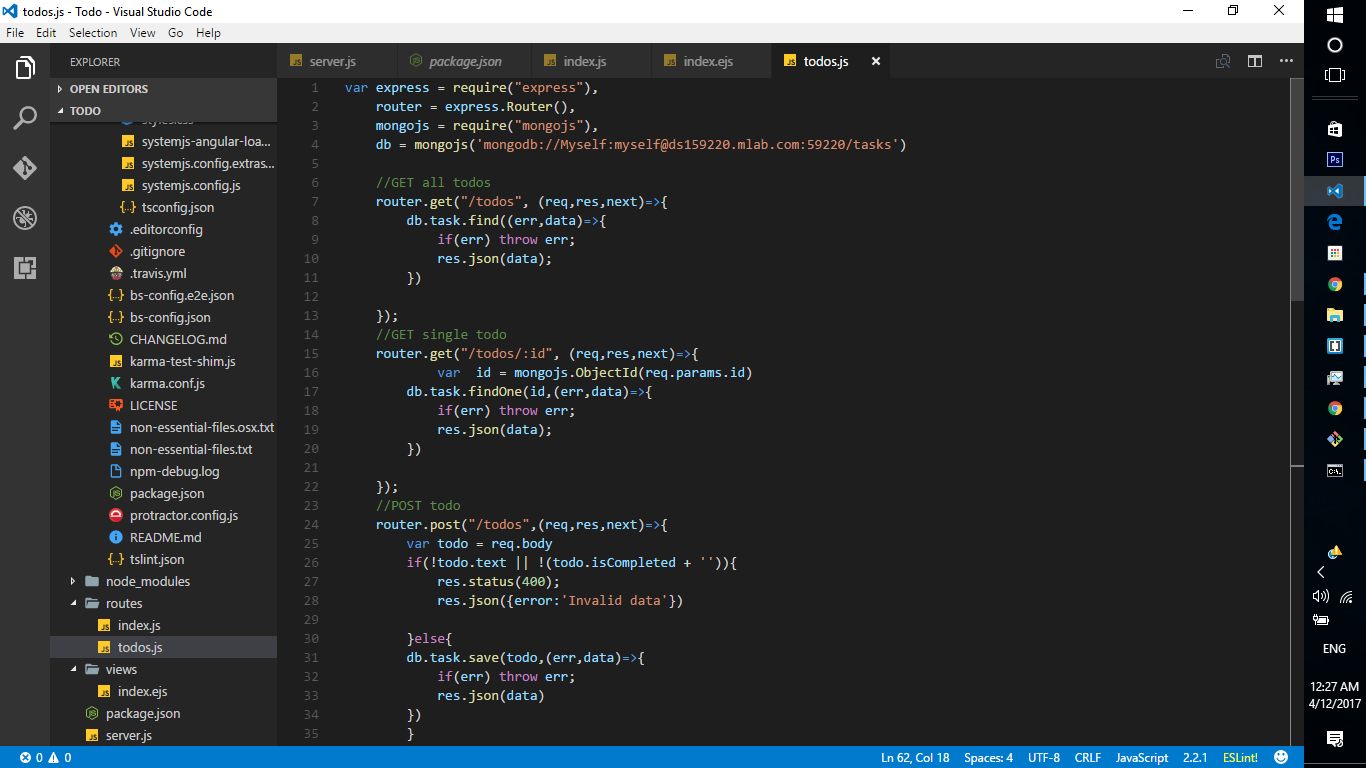 todos.js - Todo - Visual Studio Code
File Edit Selection View Go Help
EXPLORER
server.js package.json index.js index.ejs todos.js
OPEN EDITORS
TODO
styles.css
systemjs-angular-loa...
systemjs.config.extras...
systemjs.config.js
tsconfig.json
.editorconfig
.gitignore
.travis.yml
bs-config.e2e.json
bs-config.json
CHANGELOG.md
karma-test-shim.js
karma.conf.js
LICENSE
non-essential-files.osx.txt
non-essential-files.txt
npm-debug.log
package.json
protractor.config.js
README.md
tslint.json
node_modules
routes
index.js
todos.js
views
index.ejs
package.json
server.js
1 var express = require("express"),
2 router = express.Router(),
3 mongojs = require("mongojs"),
4 db = mongojs('mongodb://Myself:myself@ds159220.mlab.com:59220/tasks')
5
6 //GET all todos
7 router.get("/todos", (req,res,next)=>{
8 db.task.find((err,data)=>{
9 if(err) throw err;
10 res.json(data);
11 })
12
13 });
14 //GET single todo
15 router.get("/todos/:id", (req,res,next)=>{
16 var  id = mongojs.ObjectId(req.params.id)
17 db.task.findOne(id,(err,data)=>{
18 if(err) throw err;
19 res.json(data);
20 })
21
22 });
23 //POST todo
24 router.post("/todos",(req,res,next)=>{
25 var todo = req.body
26 if(!todo.text || !(todo.isCompleted + '')){
27 res.status(400);
28 res.json({error:'Invalid data'})
29
30 }else{
31 db.task.save(todo,(err,data)=>{
32 if(err) throw err;
33 res.json(data)
34 })
35 }
0 0 Ln 62, Col 18 Spaces: 4 UTF-8 CRLF JavaScript 2.2.1 ESLint!
Ps
ENG
12:27 AM
4/12/2017